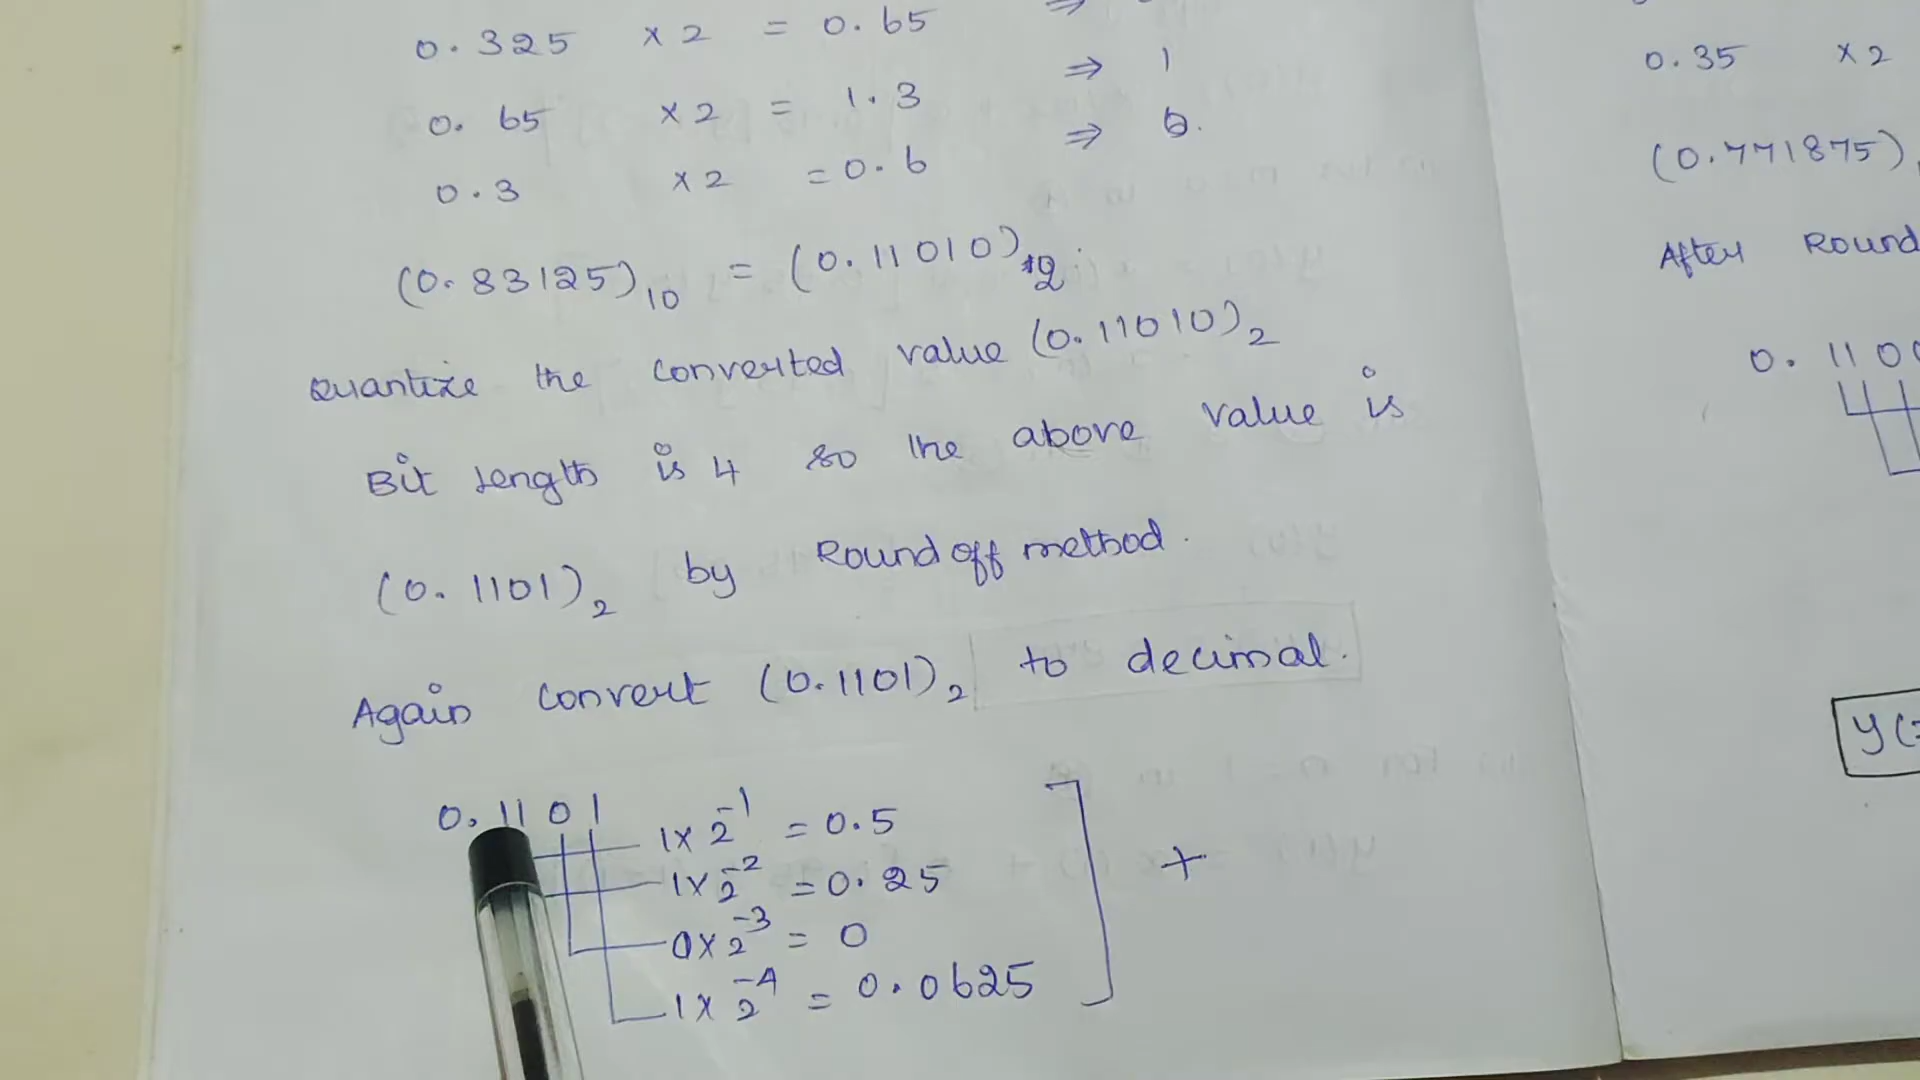 0.325 × 2 = 0.65 ⇒
0.65 × 2 = 1.3 ⇒ 1
0.3 × 2 = 0.6 ⇒ 0.
(0.83125)10 = (0.11010)2
Quantize the converted value (0.11010)2
Bit Length is 4 so the above value is
(0.1101)2 by Round off method.
Again convert (0.1101)2 to decimal.
0.1101
1×2^-1 = 0.5
1×2^-2 = 0.25
0×2^-3 = 0
1×2^-4 = 0.0625
+
0.35 × 2
(0.771875)
After Round
0.110
y(